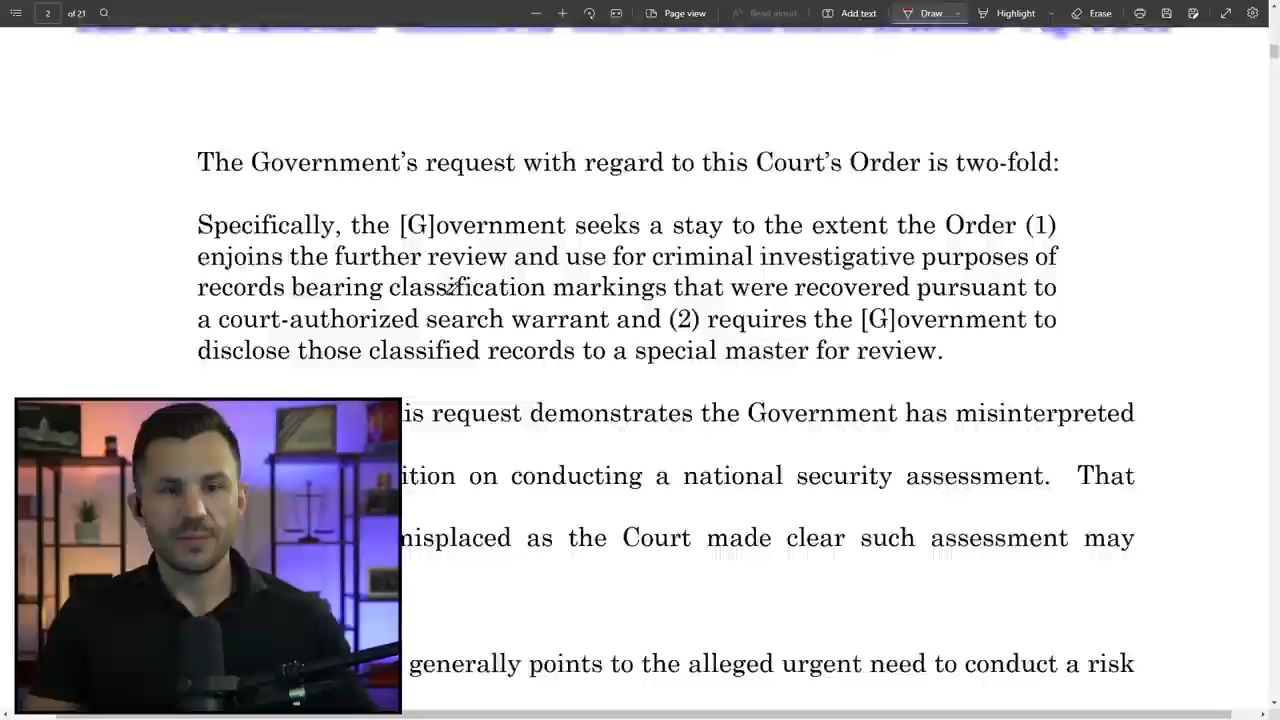 2 of 21 Page view Read aloud Add text Draw Highlight Erase
The Government's request with regard to this Court's Order is two-fold:
Specifically, the [G]overnment seeks a stay to the extent the Order (1)
enjoins the further review and use for criminal investigative purposes of
records bearing classification markings that were recovered pursuant to
a court-authorized search warrant and (2) requires the [G]overnment to
disclose those classified records to a special master for review.
is request demonstrates the Government has misinterpreted
ition on conducting a national security assessment. That
misplaced as the Court made clear such assessment may
generally points to the alleged urgent need to conduct a risk